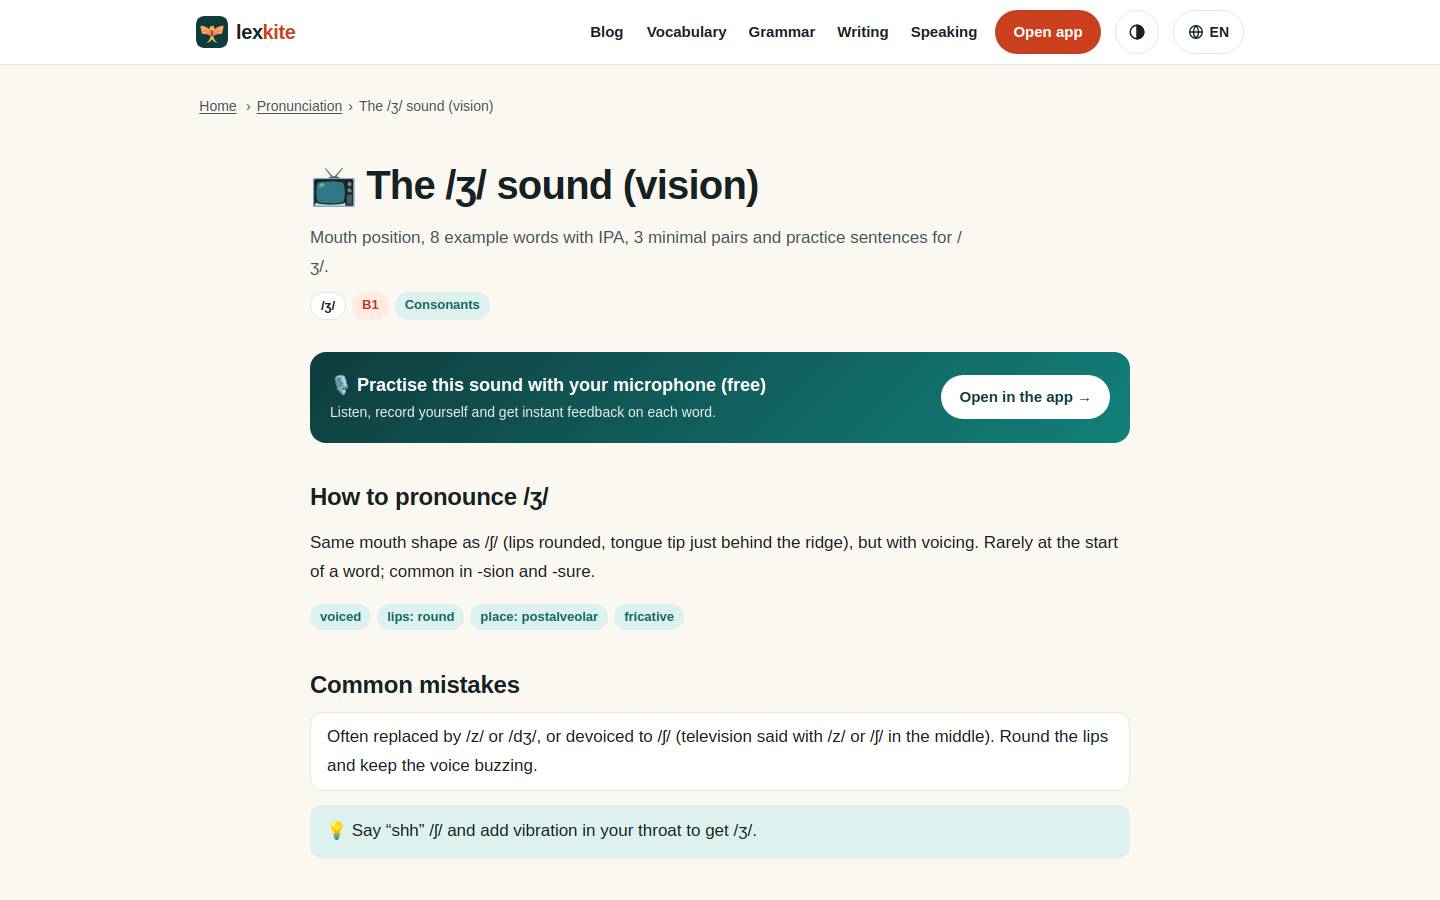 lexkite
Blog Vocabulary Grammar Writing Speaking Open app EN
Home › Pronunciation › The /ʒ/ sound (vision)
📺 The /ʒ/ sound (vision)
Mouth position, 8 example words with IPA, 3 minimal pairs and practice sentences for /
ʒ/.
/ʒ/ B1 Consonants
🎙️ Practise this sound with your microphone (free)
Listen, record yourself and get instant feedback on each word.
Open in the app →
How to pronounce /ʒ/
Same mouth shape as /ʃ/ (lips rounded, tongue tip just behind the ridge), but with voicing. Rarely at the start
of a word; common in -sion and -sure.
voiced lips: round place: postalveolar fricative
Common mistakes
Often replaced by /z/ or /dʒ/, or devoiced to /ʃ/ (television said with /z/ or /ʃ/ in the middle). Round the lips
and keep the voice buzzing.
💡 Say “shh” /ʃ/ and add vibration in your throat to get /ʒ/.